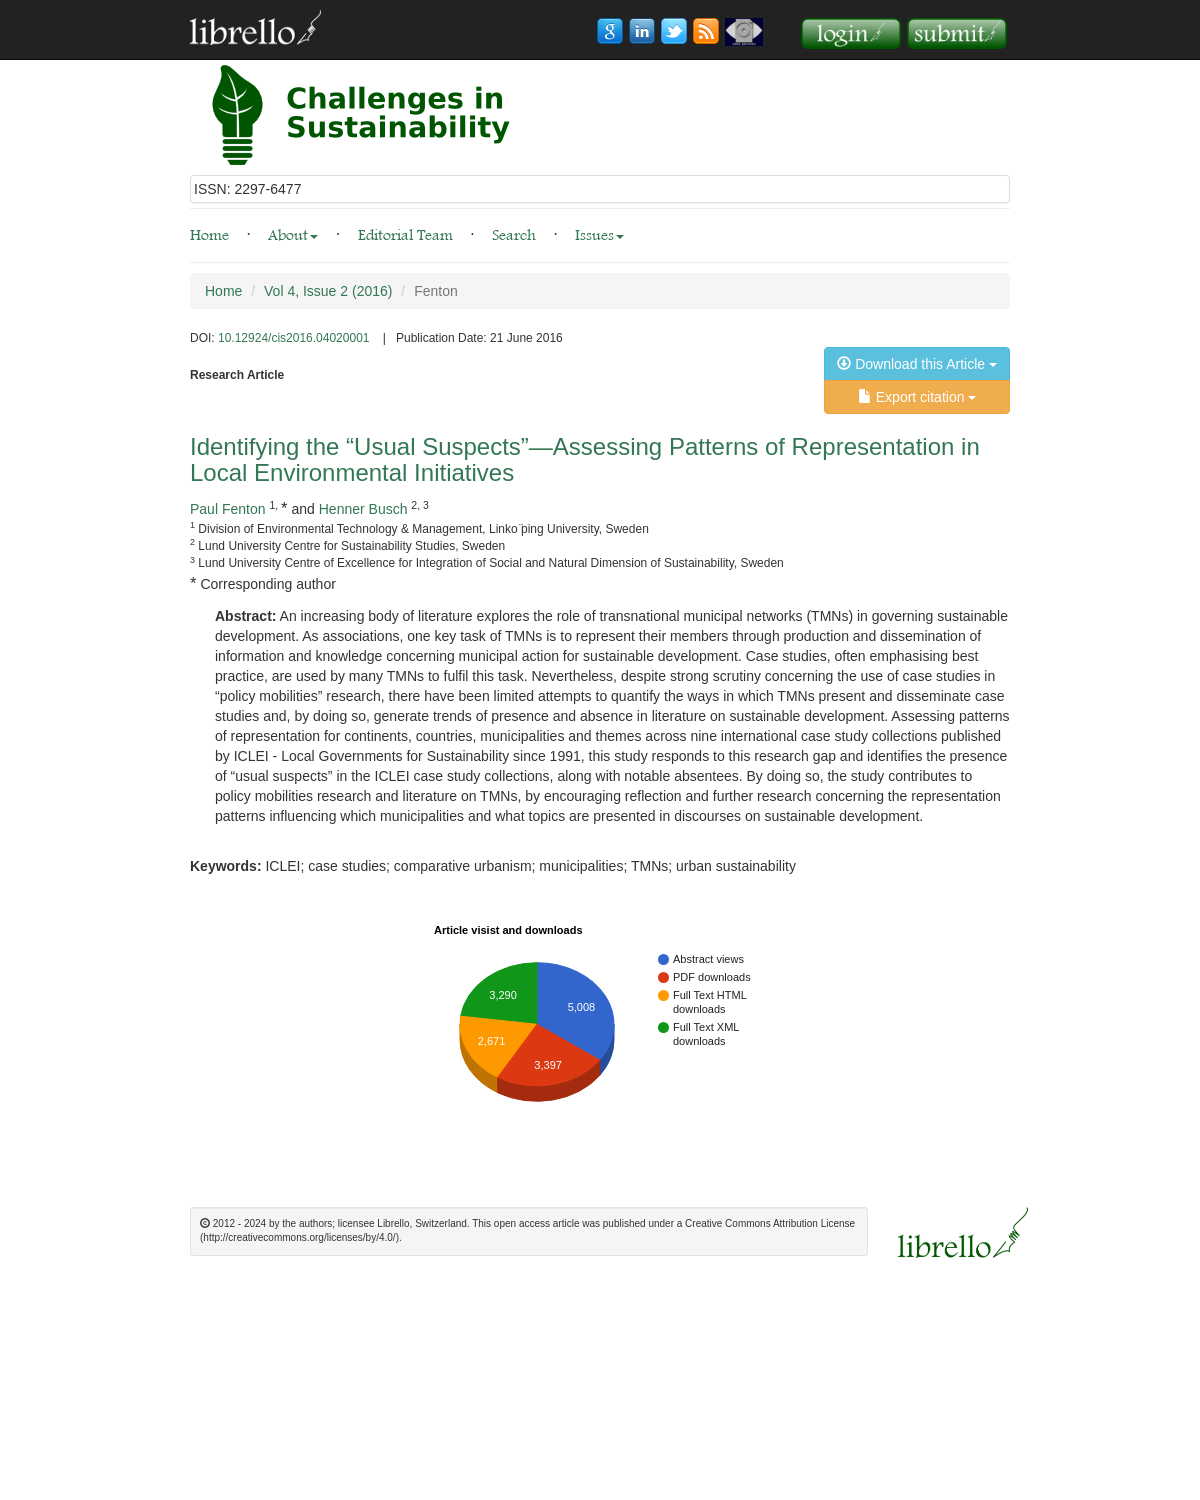 librello
login
submit
Challenges in
Sustainability
ISSN: 2297-6477
Home · About · Editorial Team · Search · Issues
Home / Vol 4, Issue 2 (2016) / Fenton
DOI: 10.12924/cis2016.04020001 | Publication Date: 21 June 2016
Download this Article
Research Article
Export citation
Identifying the “Usual Suspects”—Assessing Patterns of Representation in
Local Environmental Initiatives
Paul Fenton 1, * and Henner Busch 2, 3
1 Division of Environmental Technology & Management, Linko¨ping University, Sweden
2 Lund University Centre for Sustainability Studies, Sweden
3 Lund University Centre of Excellence for Integration of Social and Natural Dimension of Sustainability, Sweden
* Corresponding author
Abstract: An increasing body of literature explores the role of transnational municipal networks (TMNs) in governing sustainable
development. As associations, one key task of TMNs is to represent their members through production and dissemination of
information and knowledge concerning municipal action for sustainable development. Case studies, often emphasising best
practice, are used by many TMNs to fulfil this task. Nevertheless, despite strong scrutiny concerning the use of case studies in
“policy mobilities” research, there have been limited attempts to quantify the ways in which TMNs present and disseminate case
studies and, by doing so, generate trends of presence and absence in literature on sustainable development. Assessing patterns
of representation for continents, countries, municipalities and themes across nine international case study collections published
by ICLEI - Local Governments for Sustainability since 1991, this study responds to this research gap and identifies the presence
of “usual suspects” in the ICLEI case study collections, along with notable absentees. By doing so, the study contributes to
policy mobilities research and literature on TMNs, by encouraging reflection and further research concerning the representation
patterns influencing which municipalities and what topics are presented in discourses on sustainable development.
Keywords: ICLEI; case studies; comparative urbanism; municipalities; TMNs; urban sustainability
Article visist and downloads
Abstract views
PDF downloads
Full Text HTML
downloads
Full Text XML
downloads
3,290
5,008
2,671
3,397
© 2012 - 2024 by the authors; licensee Librello, Switzerland. This open access article was published under a Creative Commons Attribution License
(http://creativecommons.org/licenses/by/4.0/).
librello